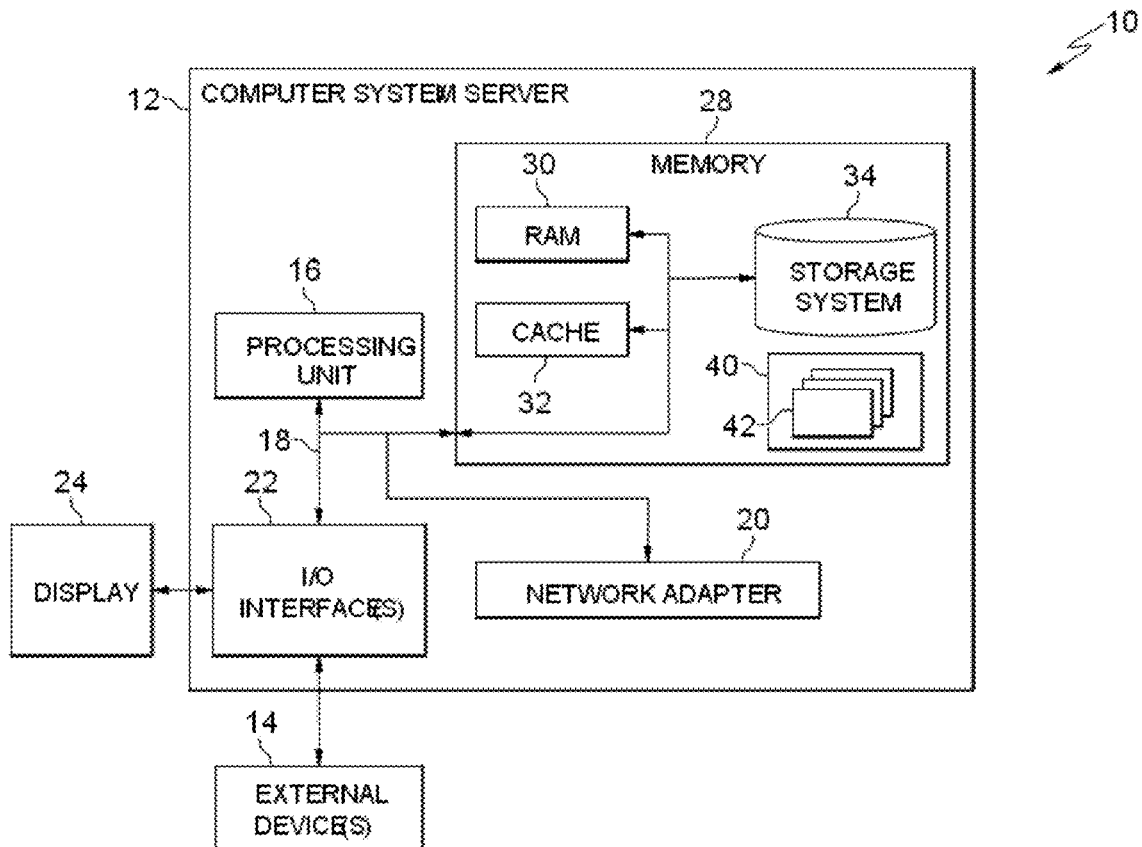 10
12
COMPUTER SYSTEM SERVER
28
MEMORY
30
RAM
34
STORAGE
SYSTEM
16
PROCESSING
UNIT
CACHE
32
40
42
18
24
22
DISPLAY
I/O
INTERFACE(S)
20
NETWORK ADAPTER
14
EXTERNAL
DEVICE(S)